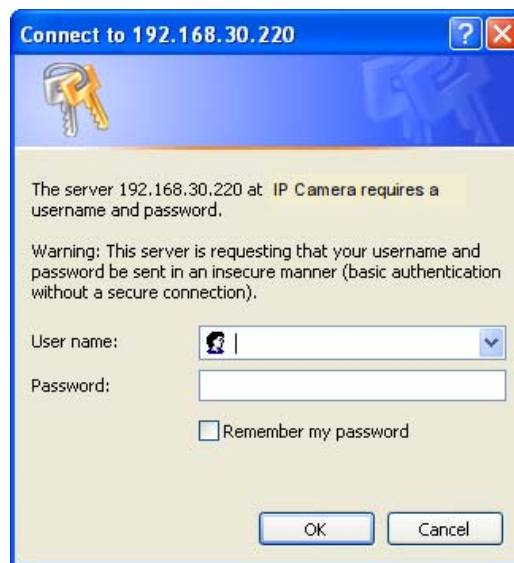 Connect to 192.168.30.220
The server 192.168.30.220 at IP Camera requires a
username and password.
Warning: This server is requesting that your username and
password be sent in an insecure manner (basic authentication
without a secure connection).
User name:
Password:
Remember my password
OK Cancel